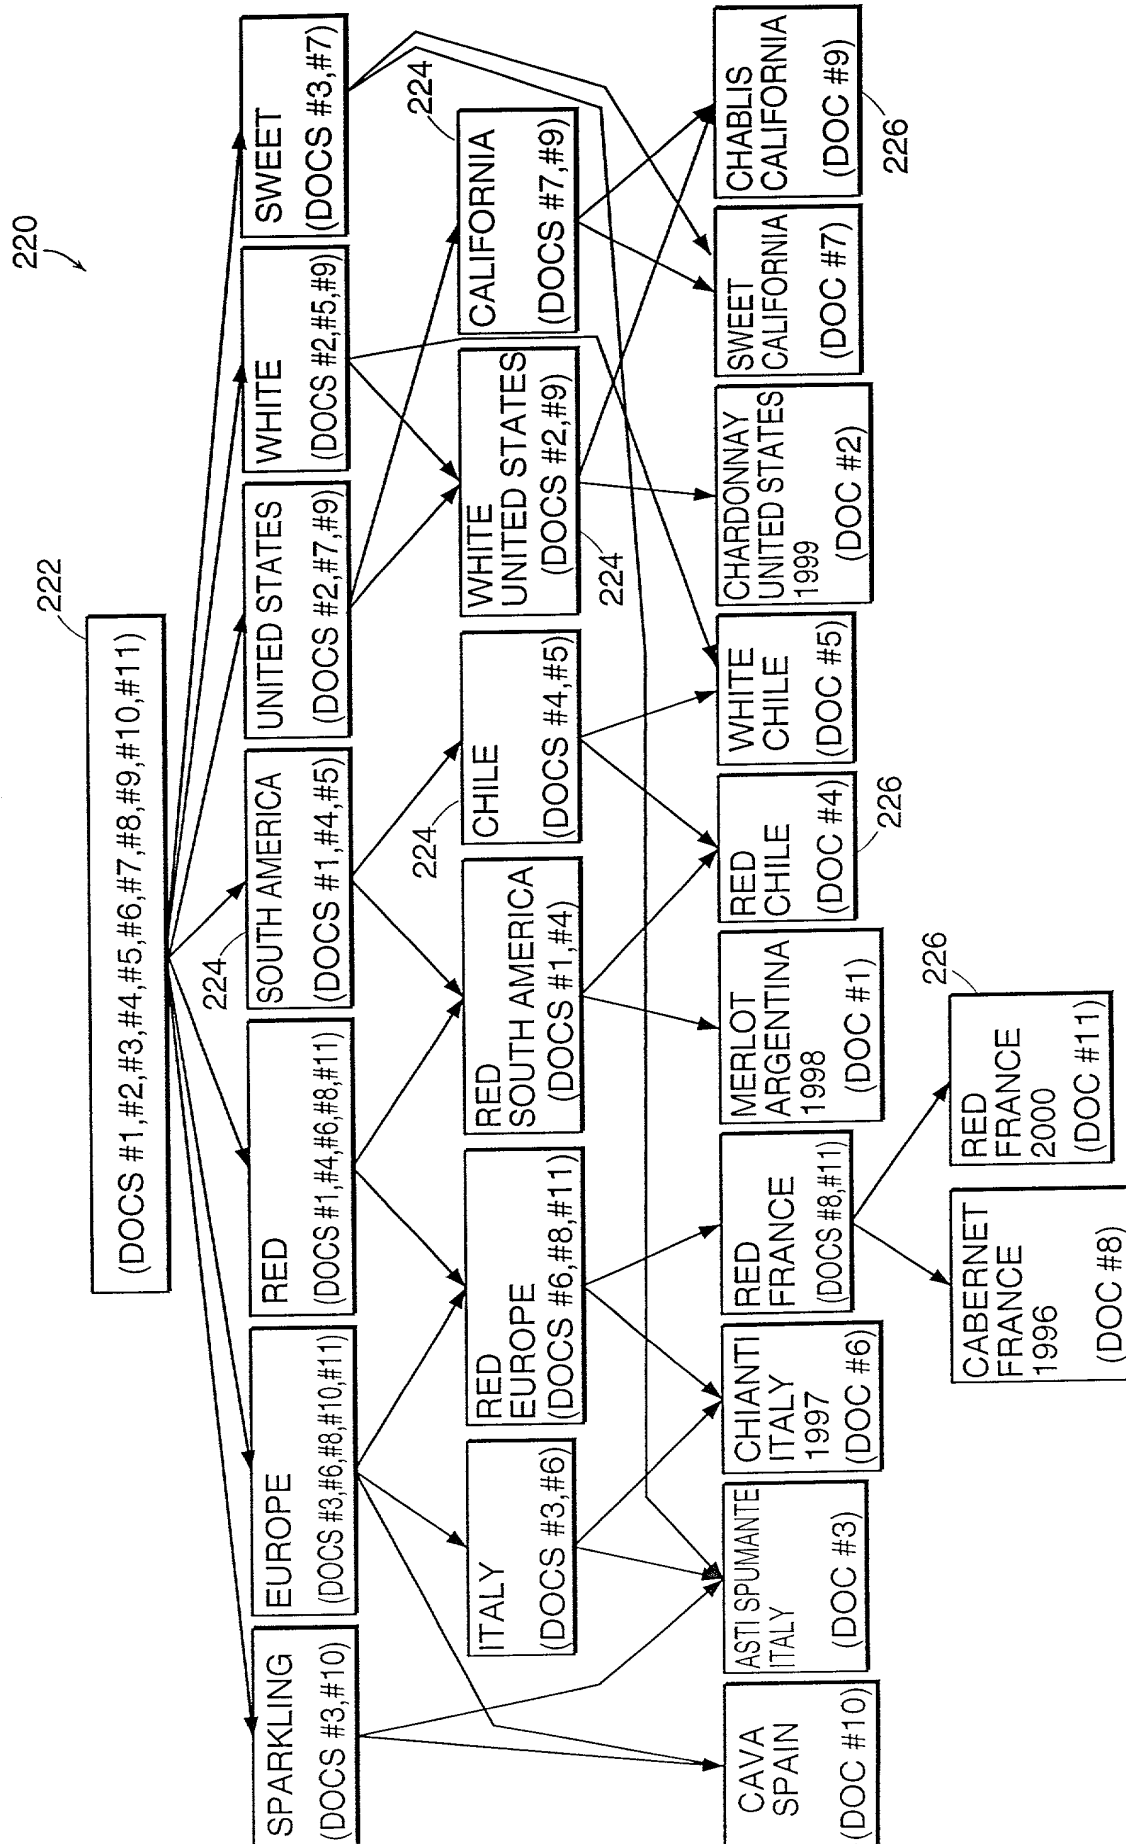 220
222
(DOCS #1,#2,#3,#4,#5,#6,#7,#8,#9,#10,#11)
SPARKLING
(DOCS #3,#10)
EUROPE
(DOCS #3,#6,#8,#10,#11)
RED
(DOCS #1,#4,#6,#8,#11)
224
SOUTH AMERICA
(DOCS #1,#4,#5)
UNITED STATES
(DOCS #2,#7,#9)
WHITE
(DOCS #2,#5,#9)
SWEET
(DOCS #3,#7)
ITALY
(DOCS #3,#6)
RED
EUROPE
(DOCS #6,#8,#11)
RED
SOUTH AMERICA
(DOCS #1,#4)
224
CHILE
(DOCS #4,#5)
WHITE
UNITED STATES
(DOCS #2,#9)
224
224
CALIFORNIA
(DOCS #7,#9)
CAVA
SPAIN
(DOC #10)
ASTI SPUMANTE
ITALY
(DOC #3)
CHIANTI
ITALY
1997
(DOC #6)
RED
FRANCE
(DOCS #8,#11)
MERLOT
ARGENTINA
1998
(DOC #1)
RED
CHILE
(DOC #4)
226
WHITE
CHILE
(DOC #5)
CHARDONNAY
UNITED STATES
1999
(DOC #2)
SWEET
CALIFORNIA
(DOC #7)
CHABLIS
CALIFORNIA
(DOC #9)
226
CABERNET
FRANCE
1996
(DOC #8)
226
RED
FRANCE
2000
(DOC #11)